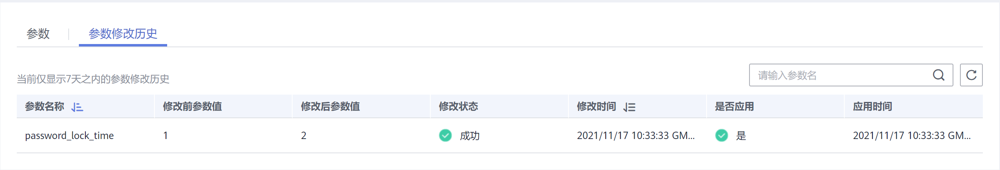 参数 参数修改历史
当前仅显示7天之内的参数修改历史 请输入参数名
参数名称 修改前参数值 修改后参数值 修改状态 修改时间 是否应用 应用时间
password_lock_time 1 2 成功 2021/11/17 10:33:33 GM... 是 2021/11/17 10:33:33 GM...